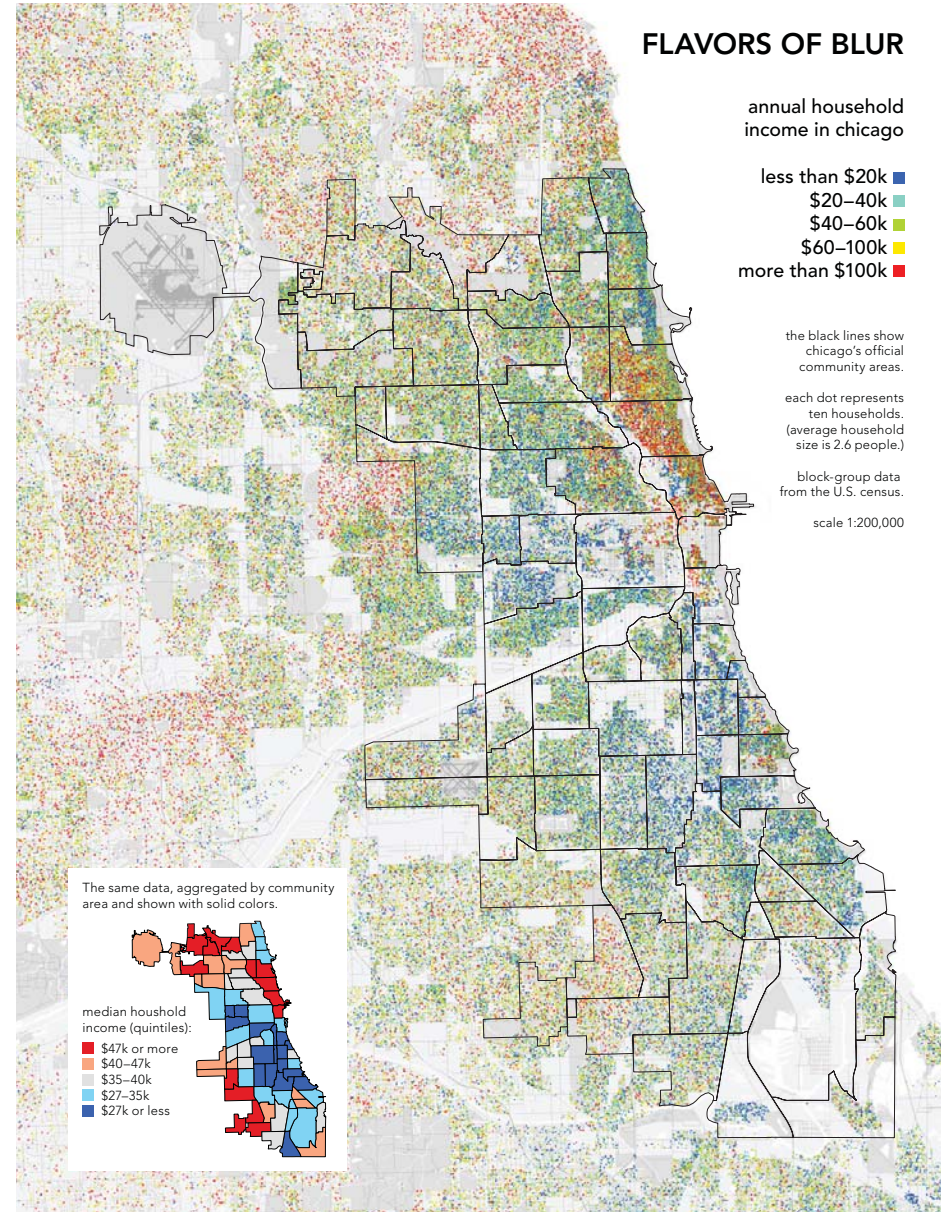 FLAVORS OF BLUR
annual household
income in chicago
less than $20k
$20–40k
$40–60k
$60–100k
more than $100k
the black lines show
chicago's official
community areas.
each dot represents
ten households.
(average household
size is 2.6 people.)
block-group data
from the U.S. census.
scale 1:200,000
The same data, aggregated by community
area and shown with solid colors.
median houshold
income (quintiles):
$47k or more
$40–47k
$35–40k
$27–35k
$27k or less